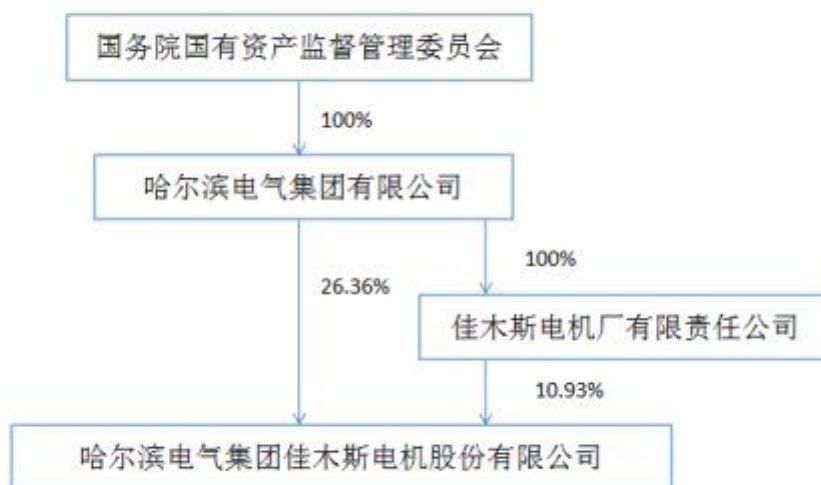 国务院国有资产监督管理委员会
100%
哈尔滨电气集团有限公司
100%
26.36%
佳木斯电机厂有限责任公司
10.93%
哈尔滨电气集团佳木斯电机股份有限公司